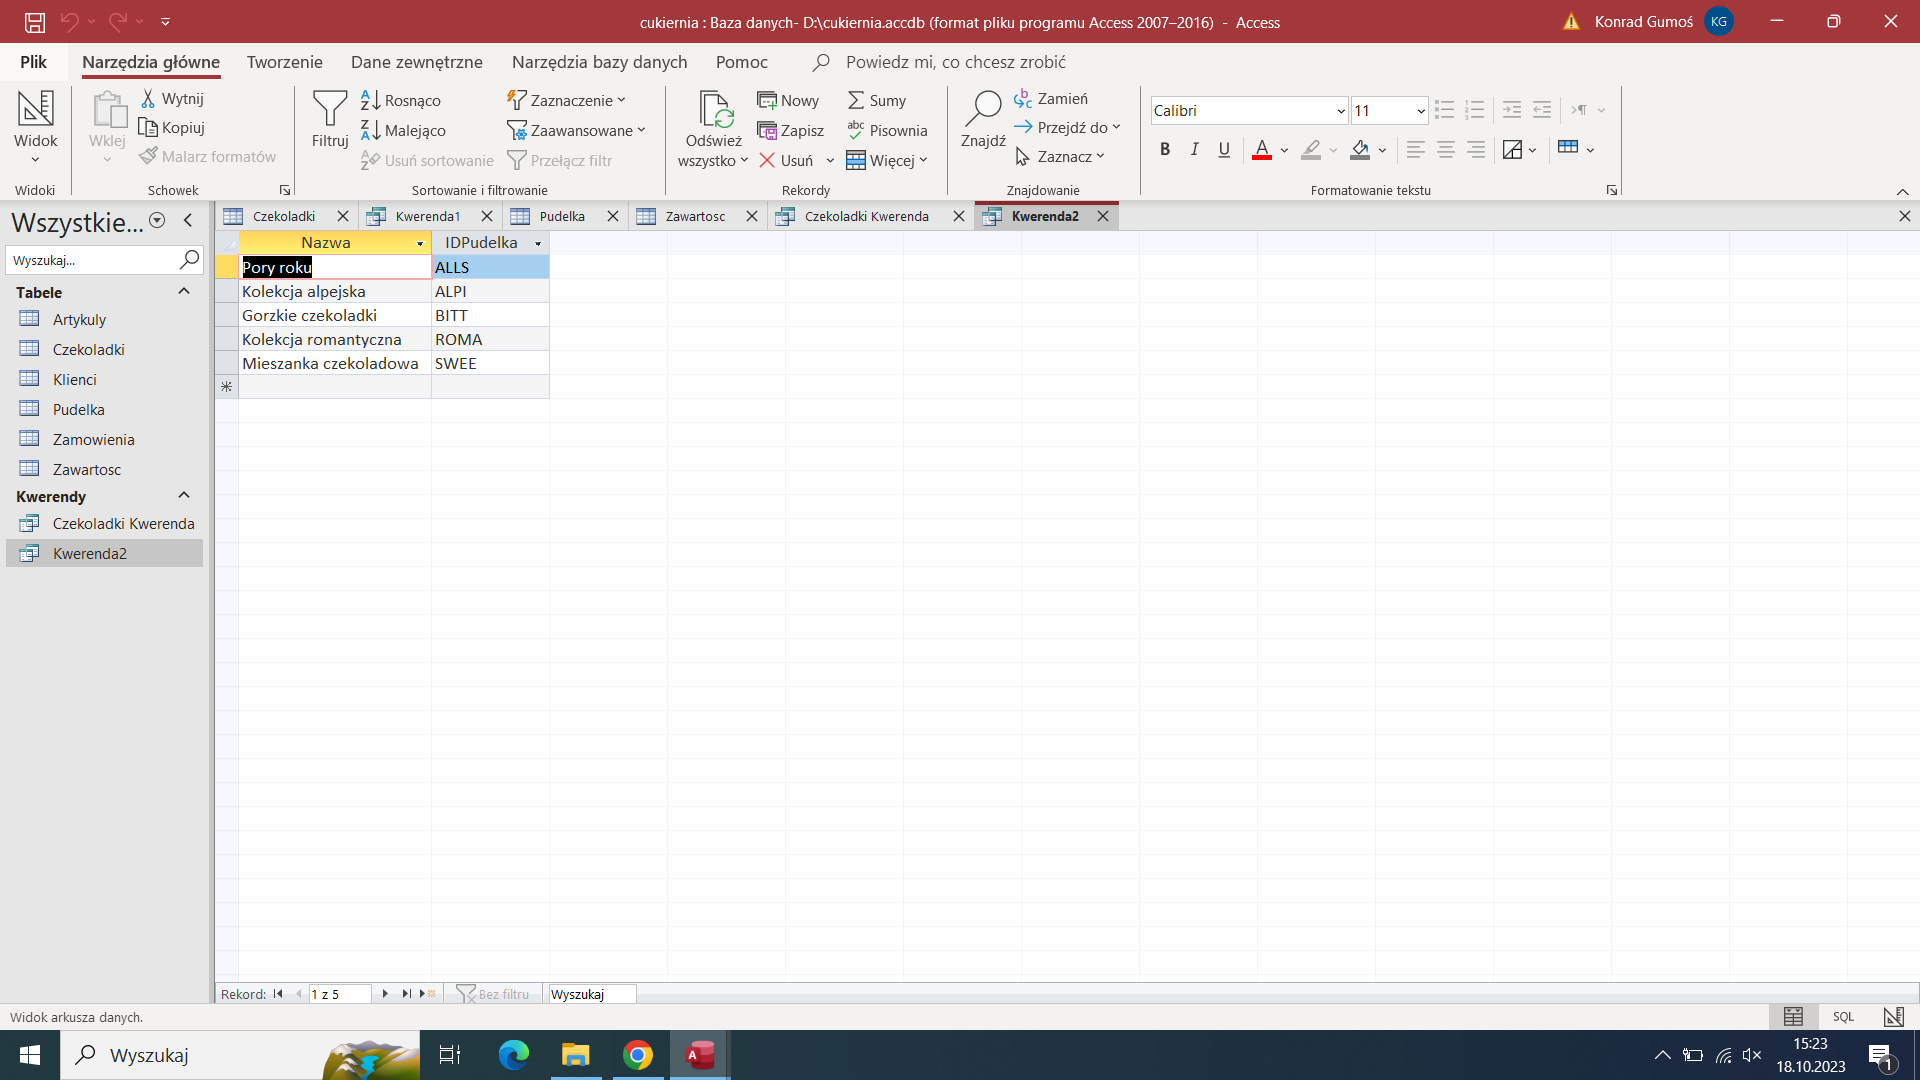 cukiernia : Baza danych- D:\cukiernia.accdb (format pliku programu Access 2007–2016) - Access
Konrad Gumoś KG
Plik Narzędzia główne Tworzenie Dane zewnętrzne Narzędzia bazy danych Pomoc Powiedz mi, co chcesz zrobić
Widok
Widoki
Wklej
Wytnij
Kopiuj
Malarz formatów
Schowek
Filtruj
Rosnąco
Malejąco
Usuń sortowanie
Zaznaczenie
Zaawansowane
Przełącz filtr
Sortowanie i filtrowanie
Odśwież
wszystko
Nowy
Zapisz
Usuń
Sumy
Pisownia
Więcej
Rekordy
Znajdź
Zamień
Przejdź do
Zaznacz
Znajdowanie
Calibri 11
B I U A
Formatowanie tekstu
Wszystkie...
Wyszukaj...
Tabele
Artykuly
Czekoladki
Klienci
Pudelka
Zamowienia
Zawartosc
Kwerendy
Czekoladki Kwerenda
Kwerenda2
Czekoladki Kwerenda1 Pudelka Zawartosc Czekoladki Kwerenda Kwerenda2
Nazwa IDPudelka
Pory roku ALLS
Kolekcja alpejska ALPI
Gorzkie czekoladki BITT
Kolekcja romantyczna ROMA
Mieszanka czekoladowa SWEE
Rekord: 1 z 5 Bez filtru Wyszukaj
Widok arkusza danych.
SQL
Wyszukaj
15:23
18.10.2023
1